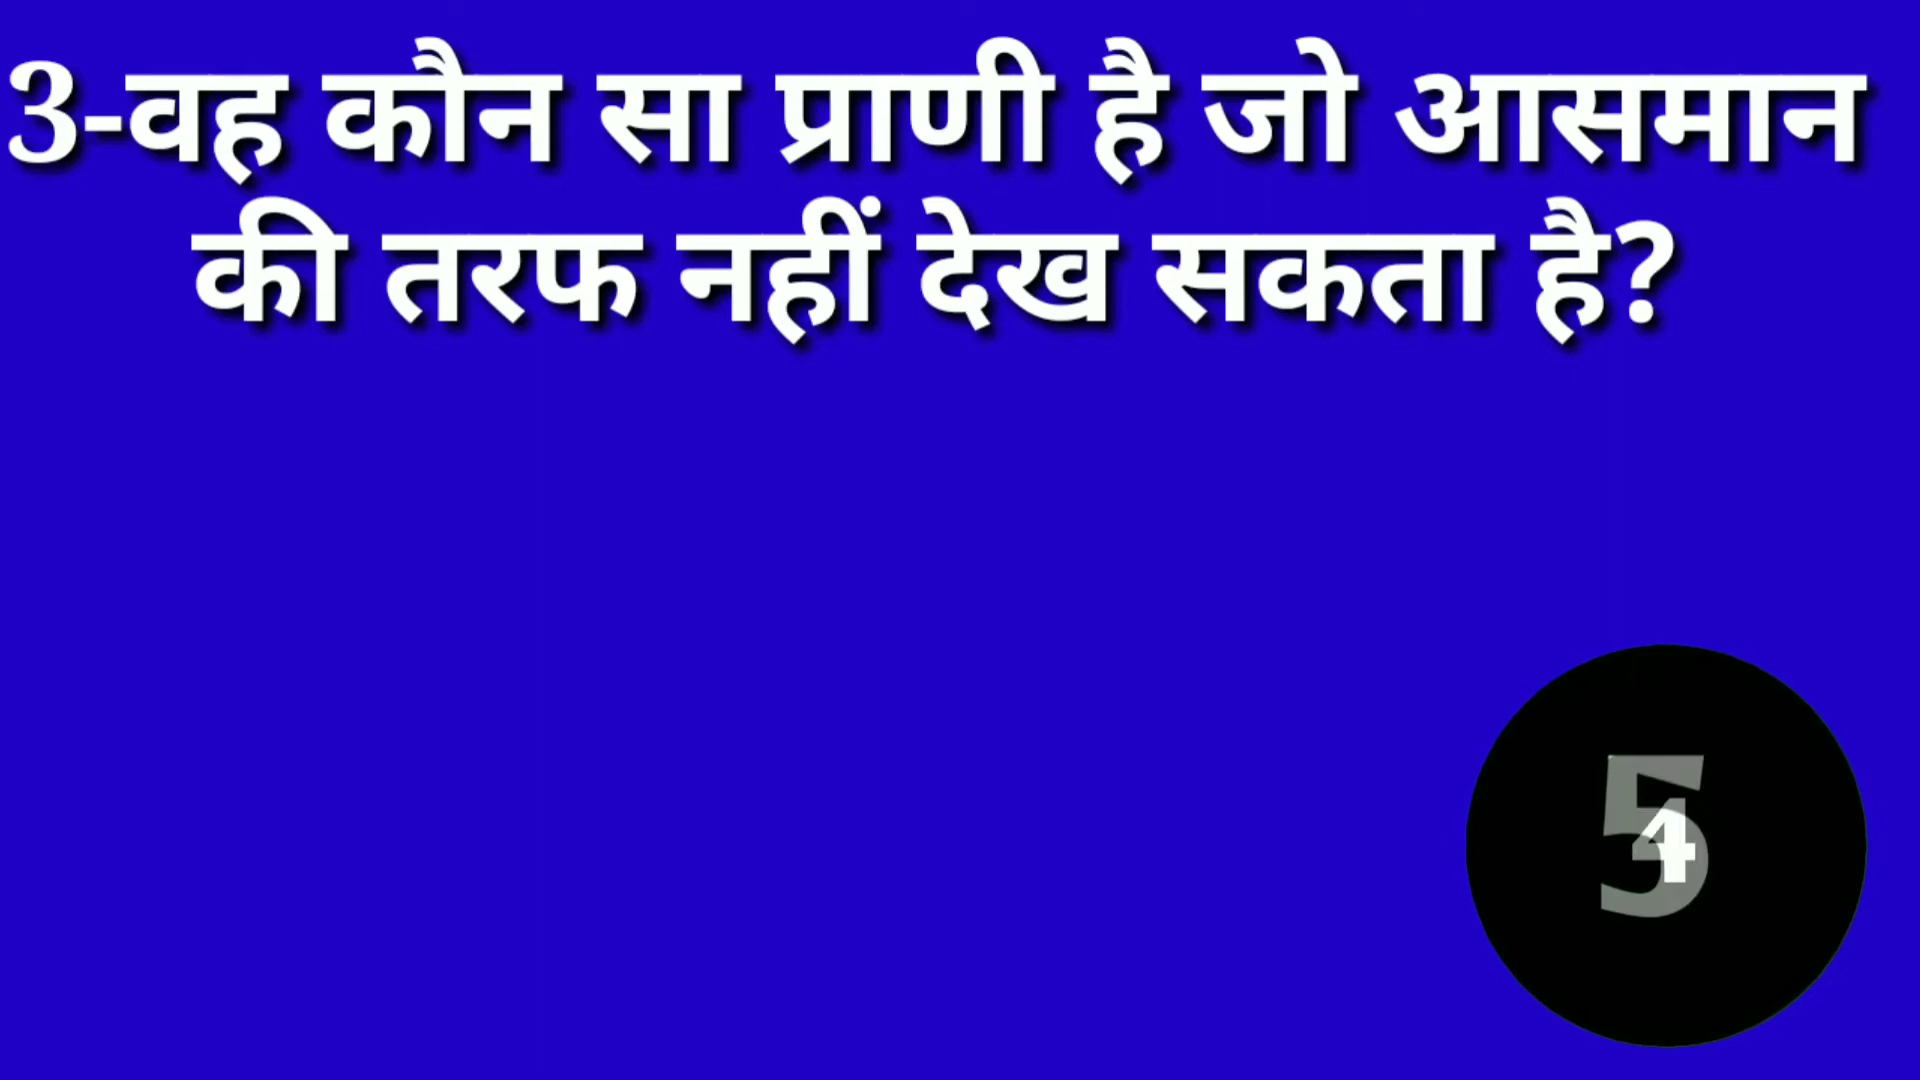 3-वह कौन सा प्राणी है जो आसमान
की तरफ नहीं देख सकता है?
5
4